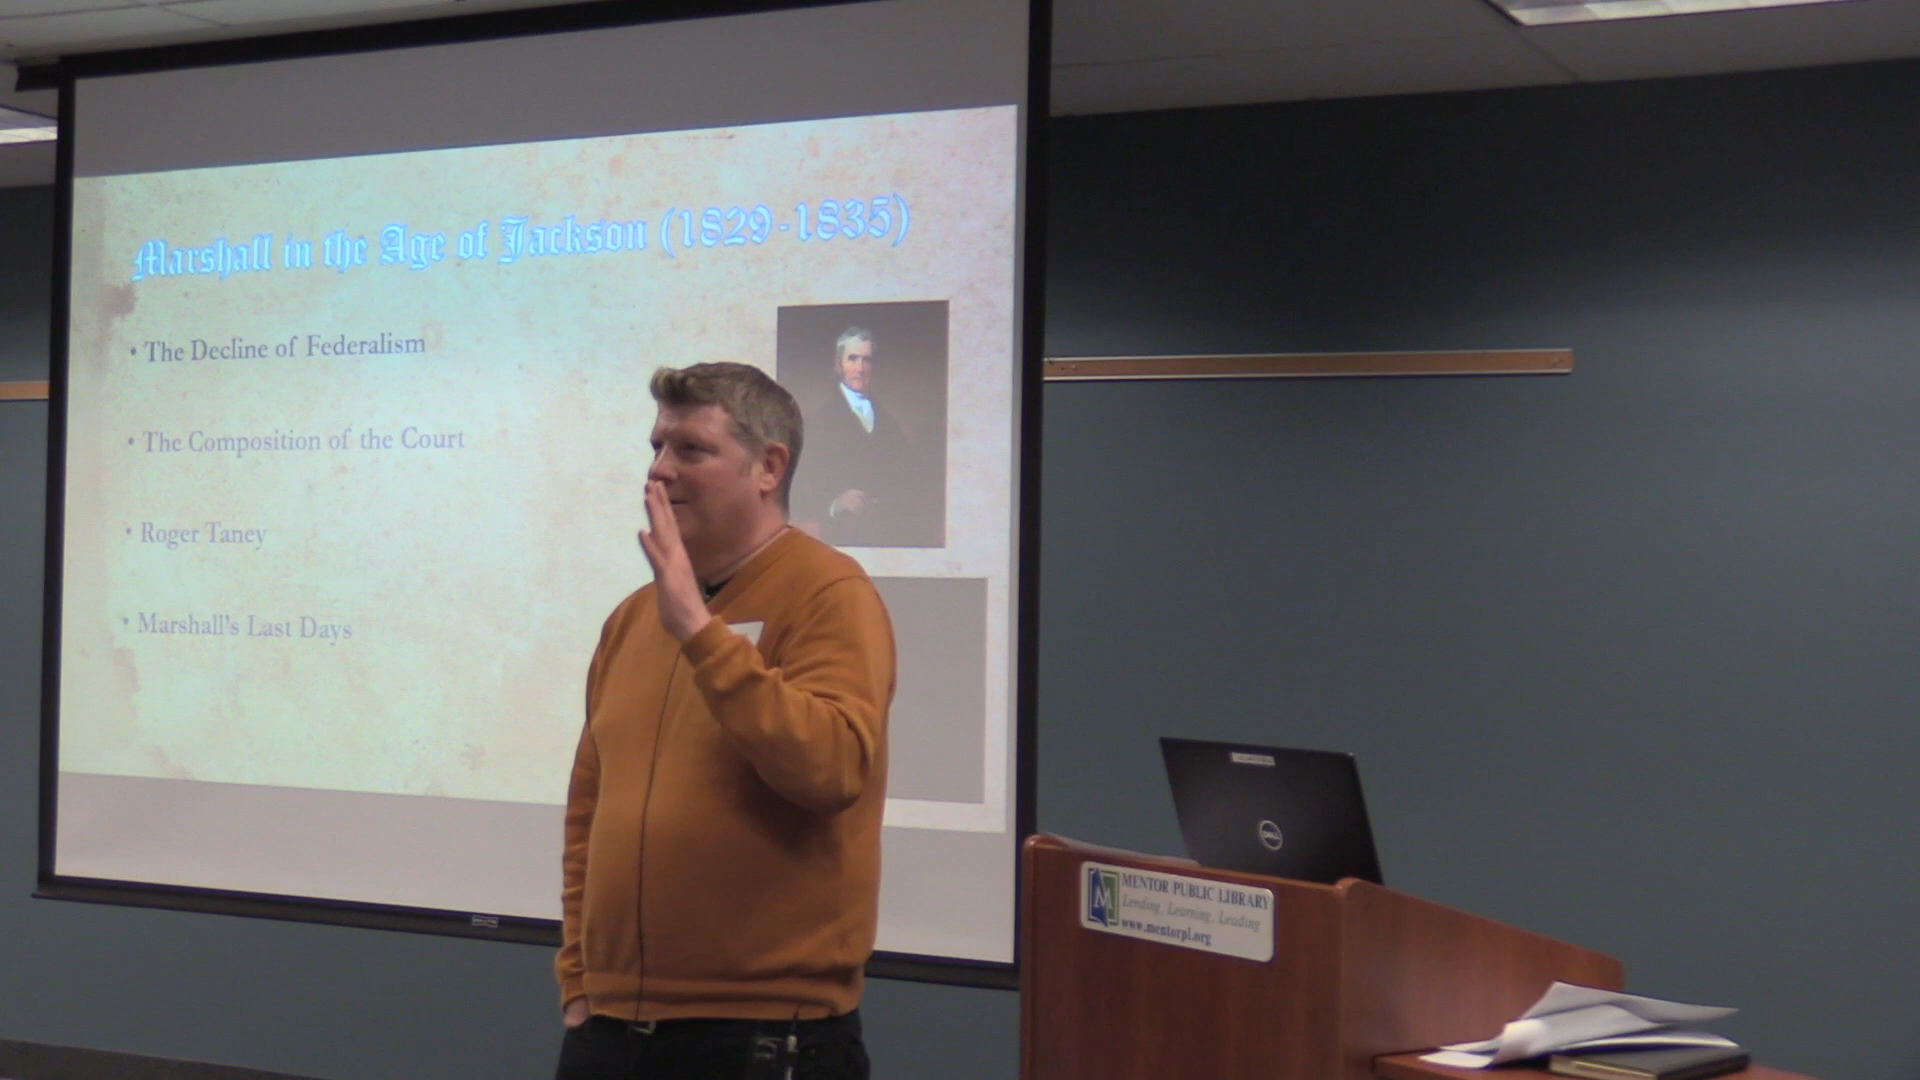 Marshall in the Age of Jackson (1829-1835)
• The Decline of Federalism
• The Composition of the Court
• Roger Taney
• Marshall's Last Days
DELL
M
MENTOR PUBLIC LIBRARY
Lending, Learning, Leading
www.mentorpl.org